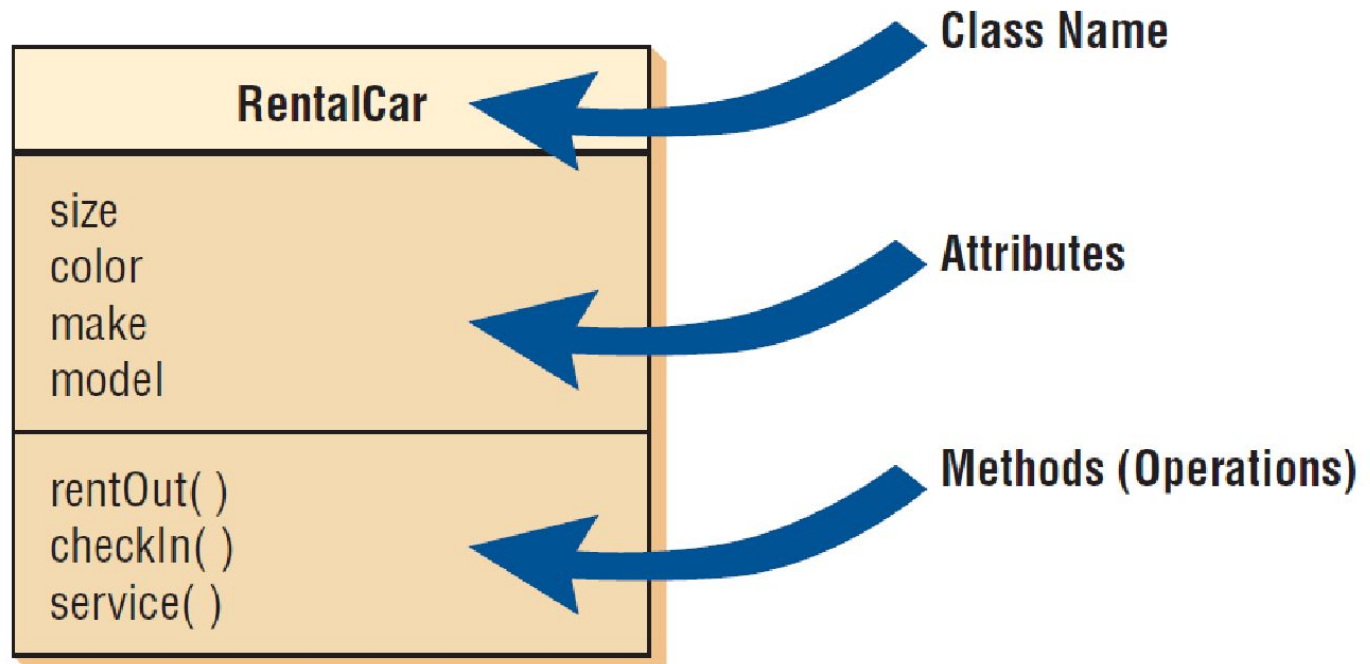 Class Name
RentalCar
size
color
make
model
Attributes
rentOut( )
checkIn( )
service( )
Methods (Operations)